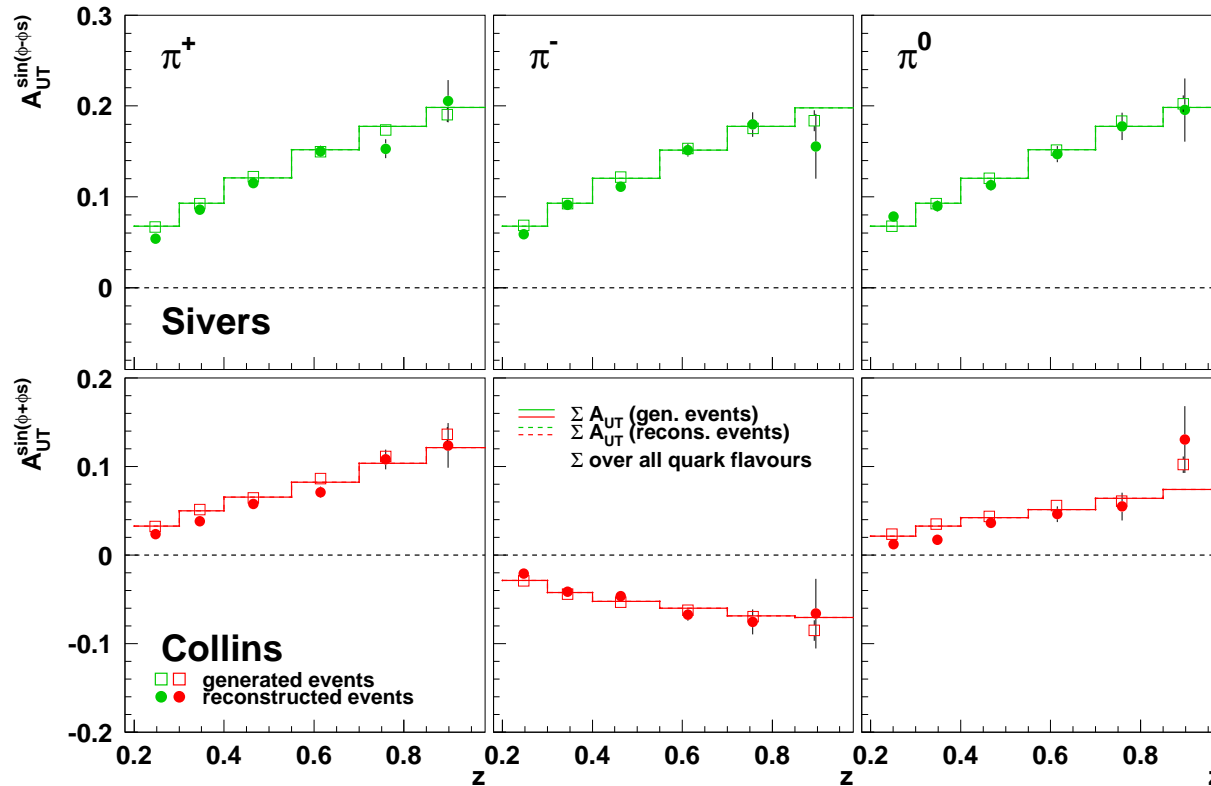 π+ π- π0
A_UT^sin(φ-φs)
0.3
0.2
0.1
0
Sivers
A_UT^sin(φ+φs)
0.2
0.1
0
-0.1
-0.2
Σ A_UT (gen. events)
Σ A_UT (recons. events)
Σ over all quark flavours
Collins
generated events
reconstructed events
0.2 0.4 0.6 0.8 0.2 0.4 0.6 0.8 0.2 0.4 0.6 0.8
z z z